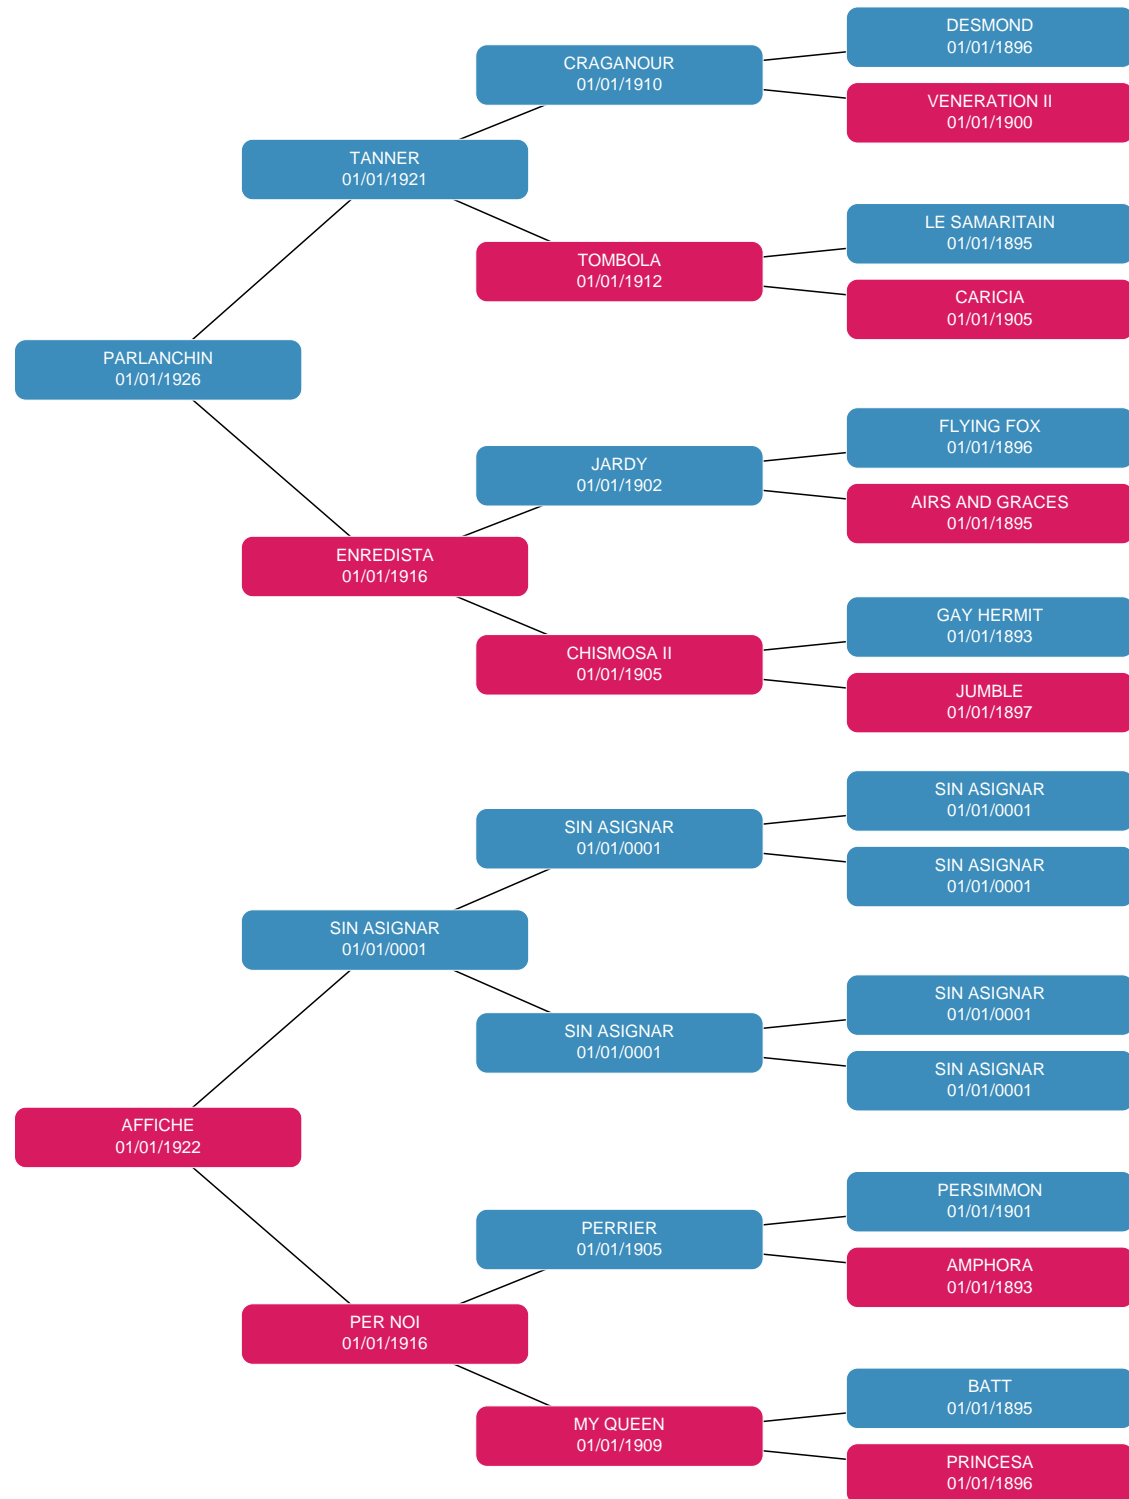 DESMOND
01/01/1896
CRAGANOUR
01/01/1910
VENERATION II
01/01/1900
TANNER
01/01/1921
LE SAMARITAIN
01/01/1895
TOMBOLA
01/01/1912
CARICIA
01/01/1905
PARLANCHIN
01/01/1926
FLYING FOX
01/01/1896
JARDY
01/01/1902
AIRS AND GRACES
01/01/1895
ENREDISTA
01/01/1916
GAY HERMIT
01/01/1893
CHISMOSA II
01/01/1905
JUMBLE
01/01/1897
SIN ASIGNAR
01/01/0001
SIN ASIGNAR
01/01/0001
SIN ASIGNAR
01/01/0001
SIN ASIGNAR
01/01/0001
SIN ASIGNAR
01/01/0001
SIN ASIGNAR
01/01/0001
SIN ASIGNAR
01/01/0001
AFFICHE
01/01/1922
PERSIMMON
01/01/1901
PERRIER
01/01/1905
AMPHORA
01/01/1893
PER NOI
01/01/1916
BATT
01/01/1895
MY QUEEN
01/01/1909
PRINCESA
01/01/1896